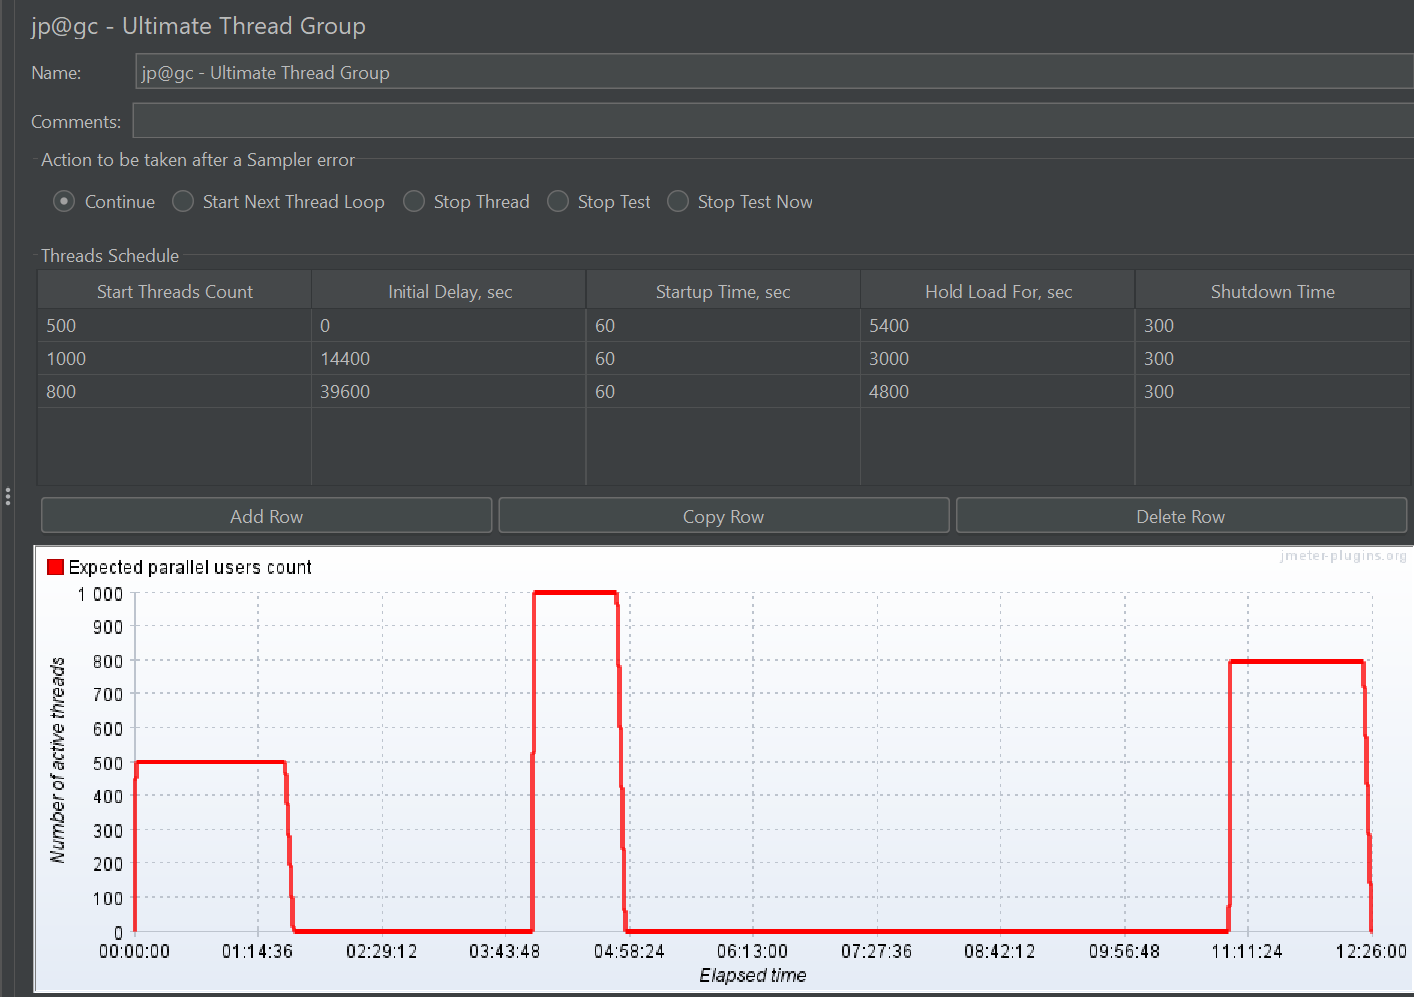 jp@gc - Ultimate Thread Group
Name: jp@gc - Ultimate Thread Group
Comments:
Action to be taken after a Sampler error
Continue Start Next Thread Loop Stop Thread Stop Test Stop Test Now
Threads Schedule
Start Threads Count Initial Delay, sec Startup Time, sec Hold Load For, sec Shutdown Time
500 0 60 5400 300
1000 14400 60 3000 300
800 39600 60 4800 300
Add Row Copy Row Delete Row
jmeter-plugins.org
Expected parallel users count
1 000
900
800
700
600
500
400
300
200
100
0
Number of active threads
00:00:00 01:14:36 02:29:12 03:43:48 04:58:24 06:13:00 07:27:36 08:42:12 09:56:48 11:11:24 12:26:00
Elapsed time